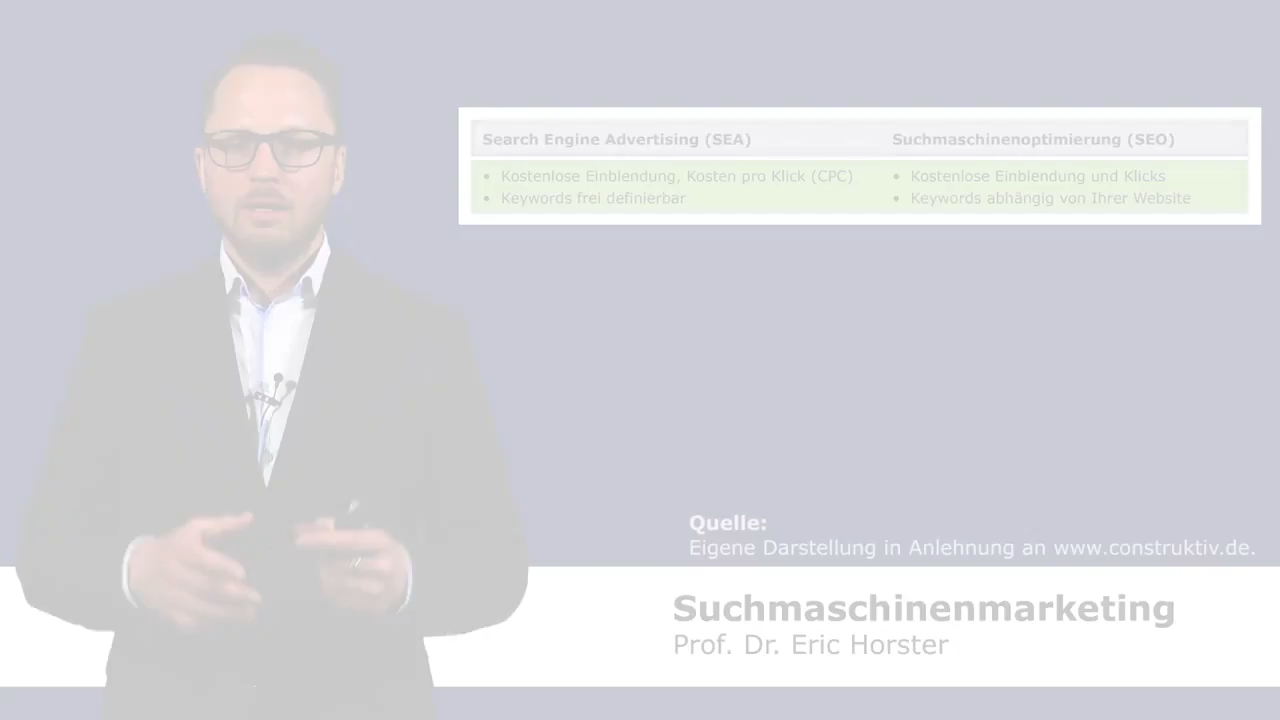 Search Engine Advertising (SEA) Suchmaschinenoptimierung (SEO)
• Kostenlose Einblendung, Kosten pro Klick (CPC) • Kostenlose Einblendung und Klicks
• Keywords frei definierbar • Keywords abhängig von Ihrer Website
Quelle:
Eigene Darstellung in Anlehnung an www.construktiv.de.
Suchmaschinenmarketing
Prof. Dr. Eric Horster